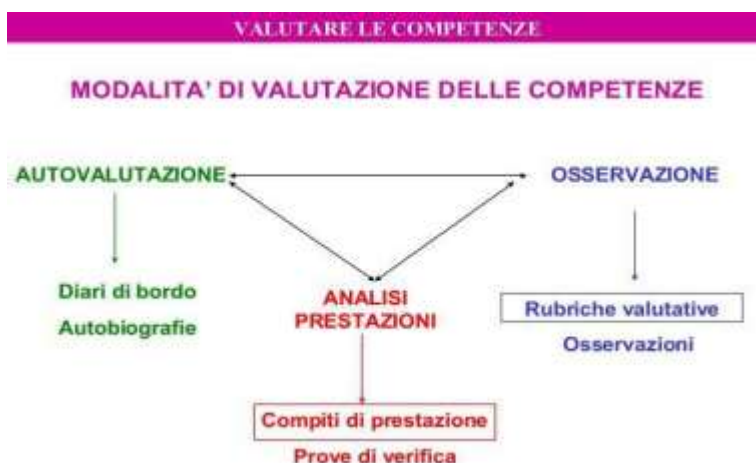 VALUTARE LE COMPETENZE
MODALITA' DI VALUTAZIONE DELLE COMPETENZE
AUTOVALUTAZIONE
OSSERVAZIONE
Diari di bordo
Autobiografie
ANALISI
PRESTAZIONI
Rubriche valutative
Osservazioni
Compiti di prestazione
Prove di verifica